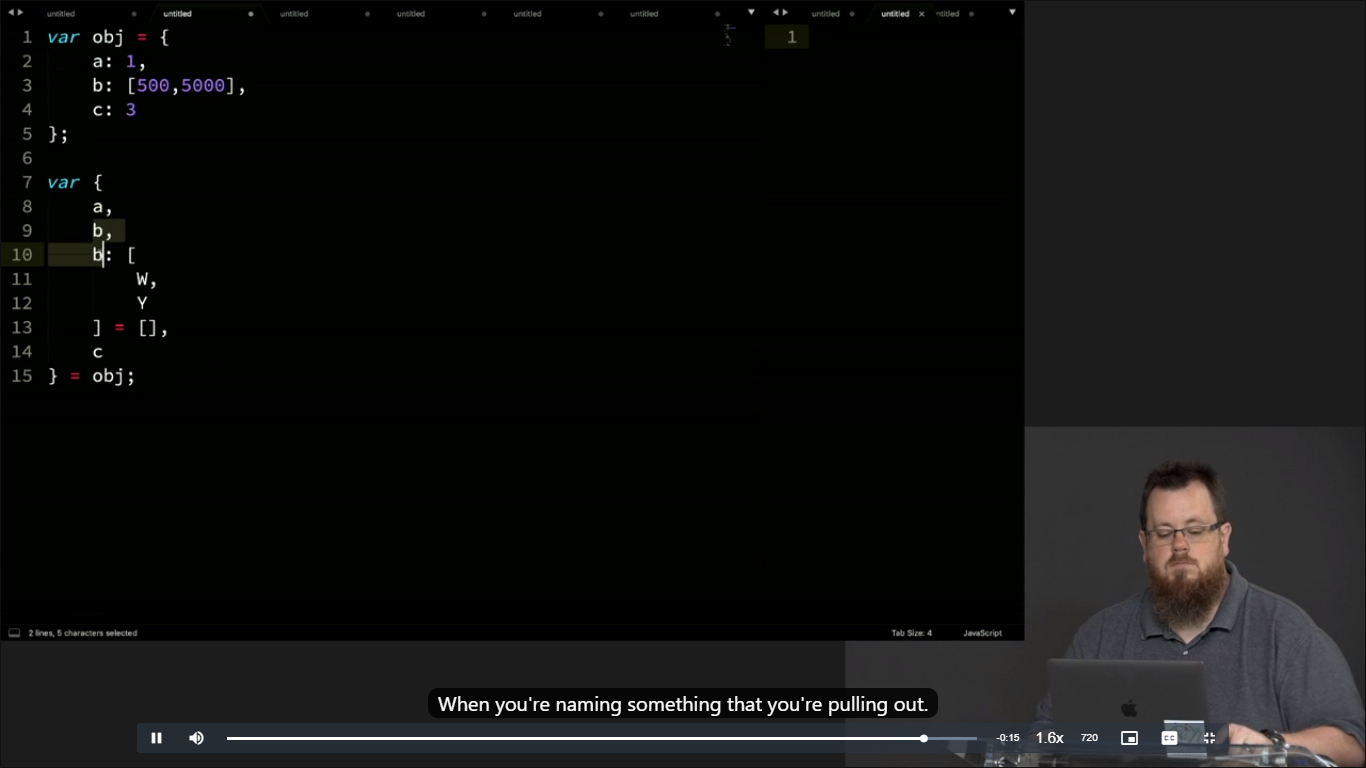 untitled untitled untitled untitled untitled untitled untitled untitled untitled
1 var obj = {
2 a: 1,
3 b: [500,5000],
4 c: 3
5 };
6
7 var {
8 a,
9 b,
10 b: [
11 W,
12 Y
13 ] = [],
14 c
15 } = obj;
1
2 lines, 5 characters selected
Tab Size: 4 JavaScript
When you're naming something that you're pulling out.
-0:15 1.6x 720 CC